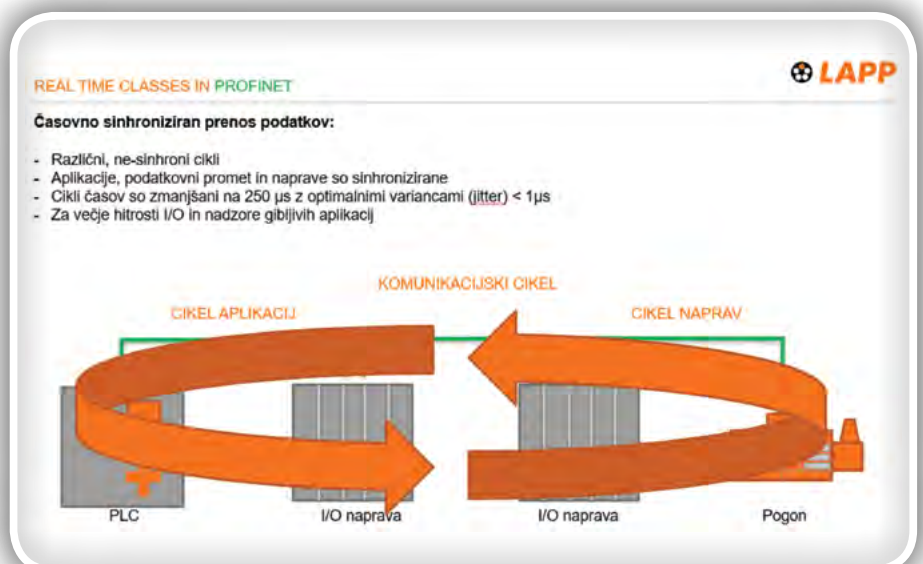 LAPP
REAL TIME CLASSES IN PROFINET
Časovno sinhroniziran prenos podatkov:
- Različni, ne-sinhroni cikli
- Aplikacije, podatkovni promet in naprave so sinhronizirane
- Cikli časov so zmanjšani na 250 µs z optimalnimi variancami (jitter) < 1µs
- Za večje hitrosti I/O in nadzore gibljivih aplikacij
KOMUNIKACIJSKI CIKEL
CIKEL APLIKACIJ
CIKEL NAPRAV
PLC
I/O naprava
I/O naprava
Pogon